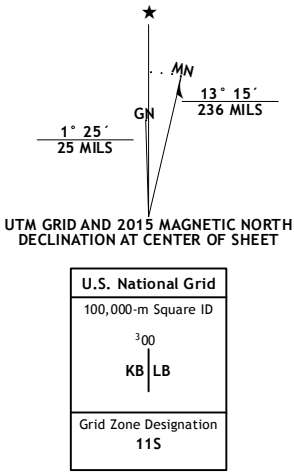 ★
MN
GN
13° 15´
236 MILS
1° 25´
25 MILS
UTM GRID AND 2015 MAGNETIC NORTH
DECLINATION AT CENTER OF SHEET
U.S. National Grid
100,000-m Square ID
³00
KB LB
Grid Zone Designation
11S